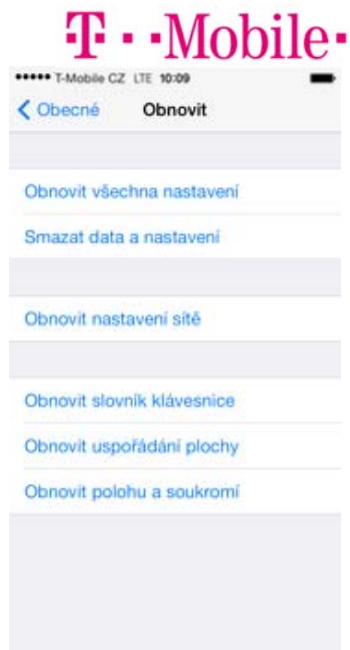 T··Mobile·
••••• T-Mobile CZ LTE 10:09
Obecné Obnovit
Obnovit všechna nastavení
Smazat data a nastavení
Obnovit nastavení sítě
Obnovit slovník klávesnice
Obnovit uspořádání plochy
Obnovit polohu a soukromí